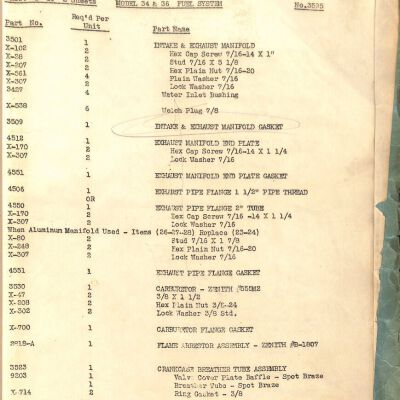 Sheets MODEL 34 & 36 FUEL SYSTEM No.3595
Part No. Req'd Per Unit Part Name
3501 1 INTAKE & EXHAUST MANIFOLD
X-102 2 Hex Cap Screw 7/16-14 X 1"
X-28 2 Stud 7/16 X 5 1/8
X-207 2 Hex Plain Nut 7/16-20
X-561 4 Plain Washer 7/16
X-307 2 Lock Washer 7/16
3427 4 Water Inlet Bushing
X-538 6 Welch Plug 7/8
3509 1 INTAKE & EXHAUST MANIFOLD GASKET
4512 1 EXHAUST MANIFOLD END PLATE
X-170 2 Hex Cap Screw 7/16-14 X 1 1/4
X-307 2 Lock Washer 7/16
4551 1 EXHAUST MANIFOLD END PLATE GASKET
4506 1 EXHAUST PIPE FLANGE 1 1/2" PIPE THREAD
OR
4550 1 EXHAUST PIPE FLANGE 2" TUBE
X-170 2 Hex Cap Screw 7/16-14 X 1 1/4
X-307 2 Lock Washer 7/16
When Aluminum Manifold Used - Items (26-27-28) Replace (23-24)
X-80 2 Stud 7/16 X 1 7/8
X-248 2 Hex Plain Nut 7/16-20
X-307 2 Lock Washer 7/16
4551 1 EXHAUST PIPE FLANGE GASKET
3530 1 CARBURETOR - ZENITH
X-47 2 3/8 X 1 1/2
X-208 2 Hex Plain Nut 3/8-24
X-302 2 Lock Washer 3/8 Std.
X-700 1 CARBURETOR FLANGE GASKET
1 FLAME ARRESTOR ASSEMBLY - ZENITH #B-1807
3523 1 CRANKCASE BREATHER TUBE ASSEMBLY
9203 1 Valve Cover Plate Baffle - Spot Braze
1 Breather Tube - Spot Braze
X-714 2 Ring Gasket - 3/8